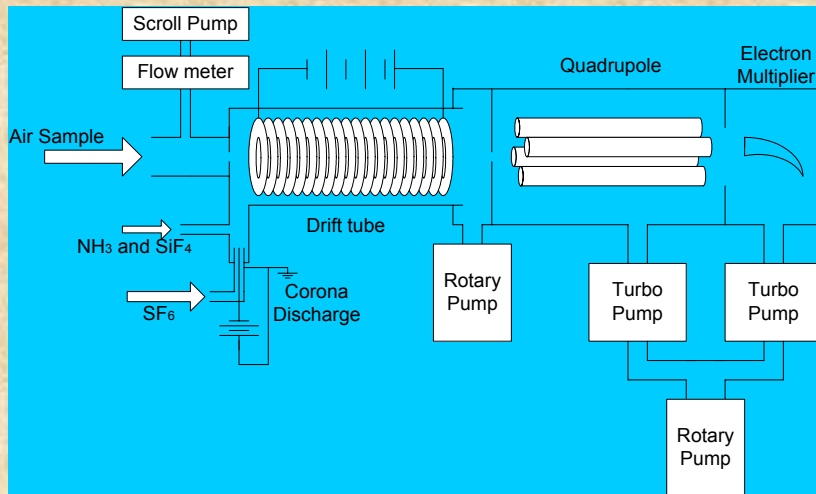 Scroll Pump
Flow meter
Air Sample
NH₃ and SiF₄
SF₆
Drift tube
Corona
Discharge
Rotary
Pump
Quadrupole
Electron
Multiplier
Turbo
Pump
Turbo
Pump
Rotary
Pump